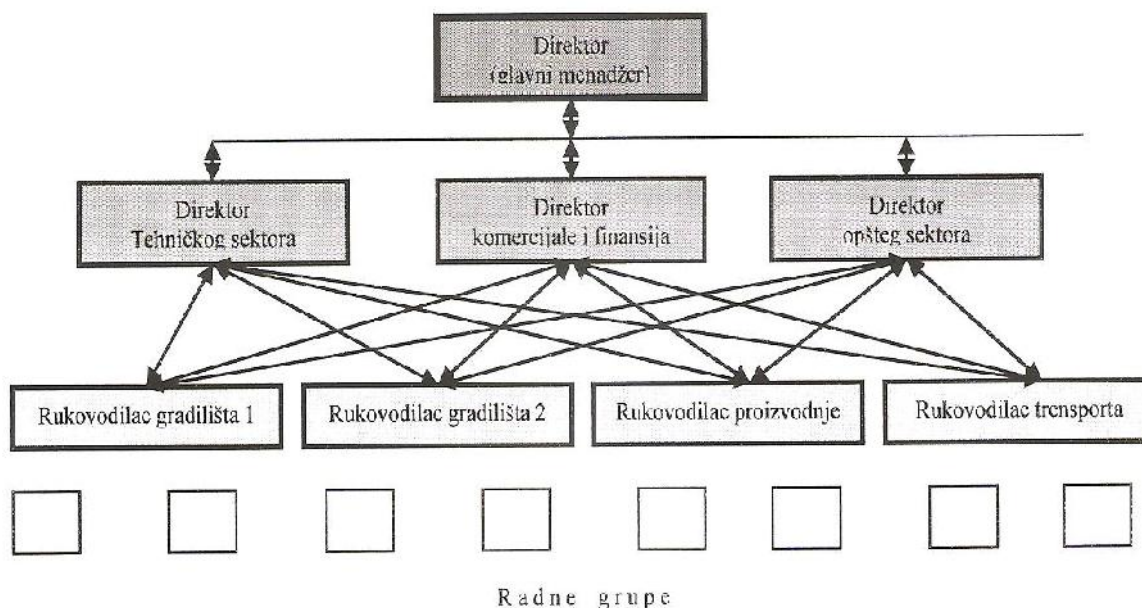 Direktor
(glavni menadžer)
Direktor
Tehničkog sektora
Direktor
komercijale i finansija
Direktor
opšteg sektora
Rukovodilac gradilišta 1
Rukovodilac gradilišta 2
Rukovodilac proizvodnje
Rukovodilac trensporta
Radne grupe